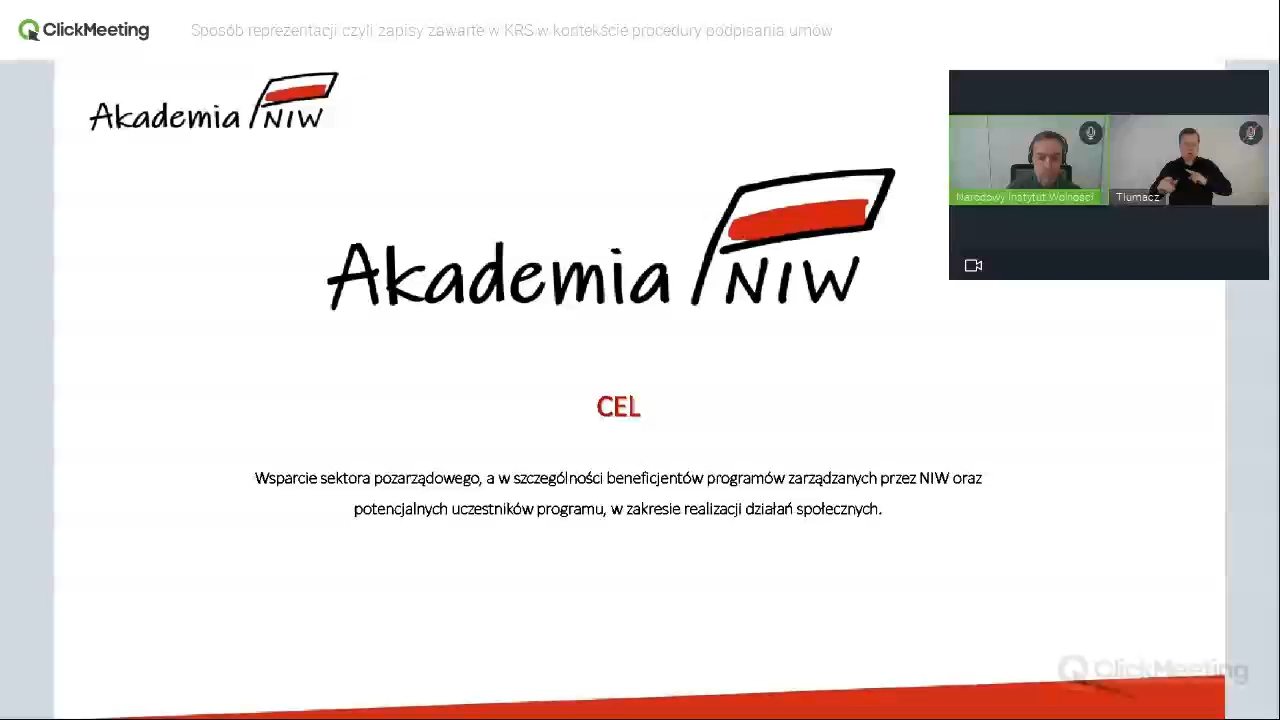 ClickMeeting
Sposób reprezentacji czyli zapisy zawarte w KRS w kontekście procedury podpisania umów
Akademia NIW
Narodowy Instytut Wolności
Tłumacz
Akademia NIW
CEL
Wsparcie sektora pozarządowego, a w szczególności beneficjentów programów zarządzanych przez NIW oraz
potencjalnych uczestników programu, w zakresie realizacji działań społecznych.
ClickMeeting